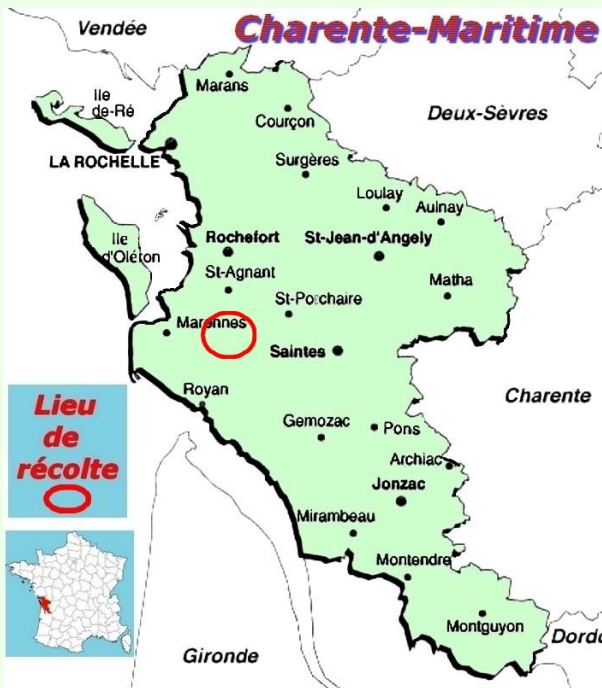 Charente-Maritime
Vendée
Marans
Ile
de-Ré
Courçon
Deux-Sèvres
LA ROCHELLE
Surgères
Loulay
Aulnay
Ile
d'Oléron
Rochefort
St-Jean-d'Angely
St-Agnant
Matha
St-Porchaire
Marennes
Saintes
Royan
Charente
Lieu
de
récolte
Gemozac
Pons
Archiac
Jonzac
Mirambeau
Montendre
Montguyon
Gironde
Dordo